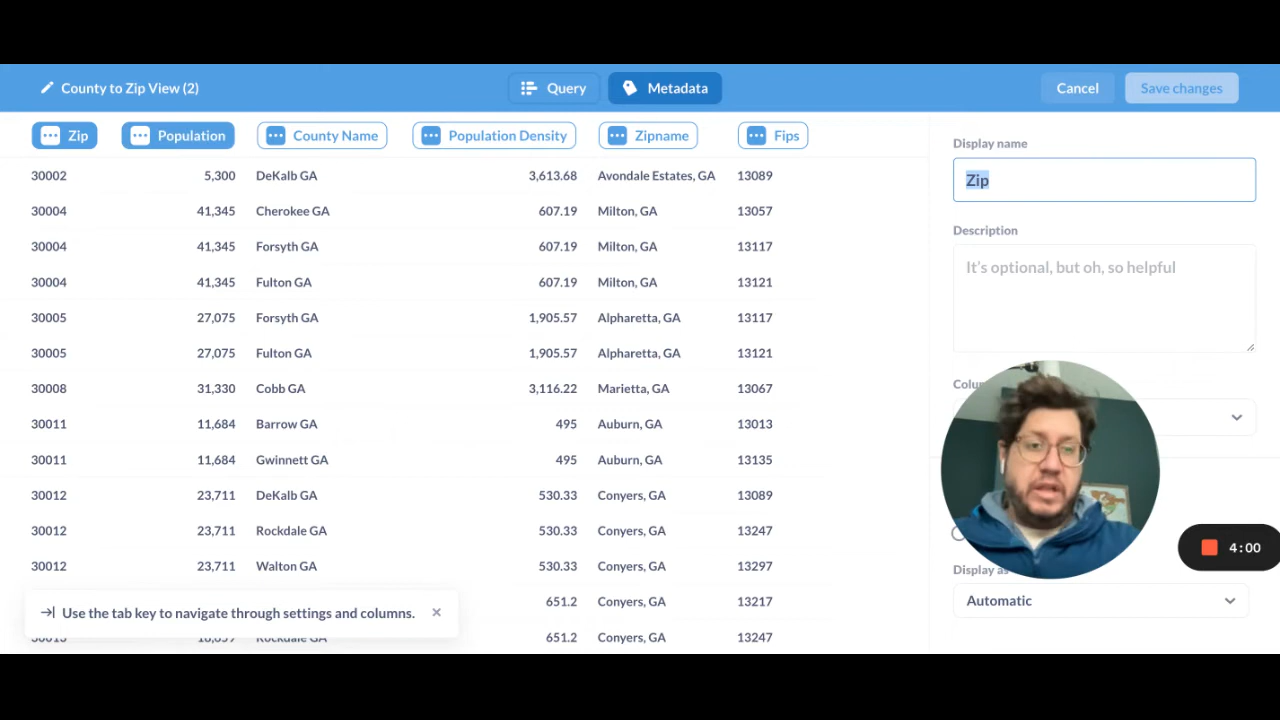 County to Zip View (2) Query Metadata Cancel Save changes
Zip Population County Name Population Density Zipname Fips
30002 5,300 DeKalb GA 3,613.68 Avondale Estates, GA 13089
30004 41,345 Cherokee GA 607.19 Milton, GA 13057
30004 41,345 Forsyth GA 607.19 Milton, GA 13117
30004 41,345 Fulton GA 607.19 Milton, GA 13121
30005 27,075 Forsyth GA 1,905.57 Alpharetta, GA 13117
30005 27,075 Fulton GA 1,905.57 Alpharetta, GA 13121
30008 31,330 Cobb GA 3,116.22 Marietta, GA 13067
30011 11,684 Barrow GA 495 Auburn, GA 13013
30011 11,684 Gwinnett GA 495 Auburn, GA 13135
30012 23,711 DeKalb GA 530.33 Conyers, GA 13089
30012 23,711 Rockdale GA 530.33 Conyers, GA 13247
30012 23,711 Walton GA 530.33 Conyers, GA 13297
651.2 Conyers, GA 13217
Rockdale GA 651.2 Conyers, GA 13247
Use the tab key to navigate through settings and columns.
Display name
Zip
Description
It's optional, but oh, so helpful
4:00
Display as
Automatic